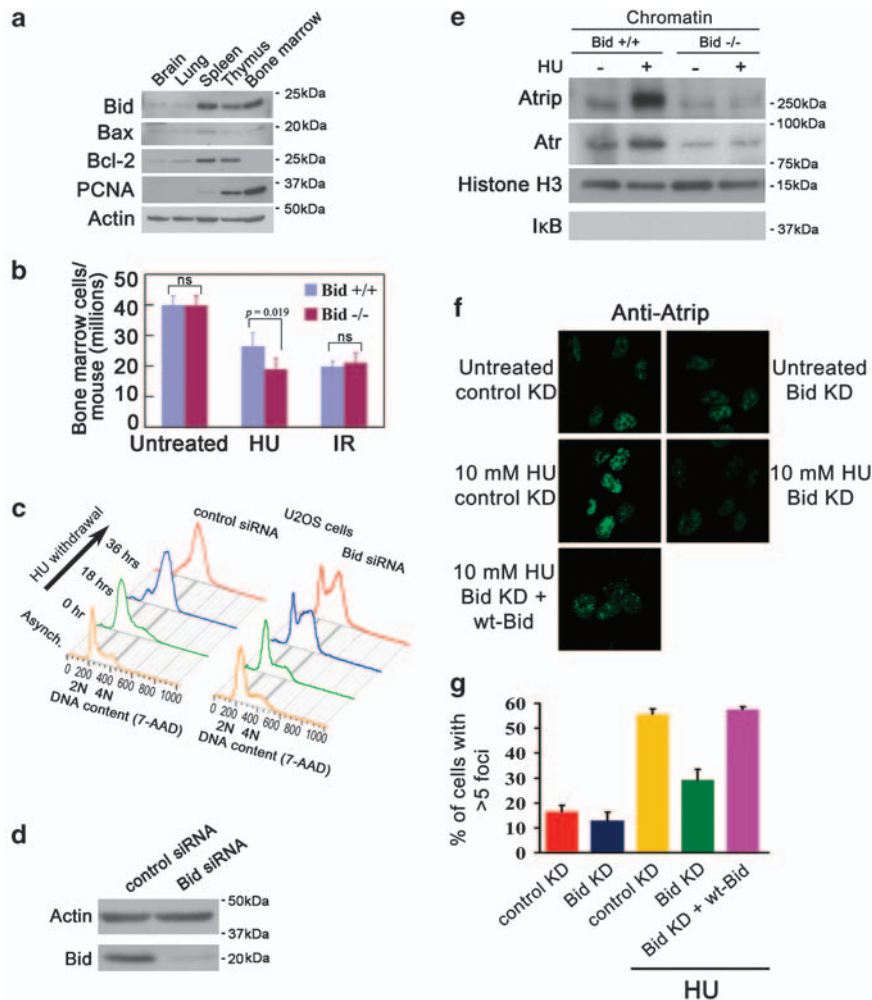 a
Brain
Lung
Spleen
Thymus
Bone marrow
Bid
- 25kDa
Bax
- 20kDa
Bcl-2
- 25kDa
PCNA
- 37kDa
Actin
- 50kDa
b
Bone marrow cells/
mouse (millions)
50
40
30
20
10
0
ns
p = 0.019
ns
Bid +/+
Bid -/-
Untreated
HU
IR
c
HU withdrawal
36 hrs
18 hrs
0 hr
Asynch.
control siRNA
U2OS cells
Bid siRNA
0 200 400 600 800 1000
2N 4N
DNA content (7-AAD)
0 200 400 600 800 1000
2N 4N
DNA content (7-AAD)
d
control siRNA
Bid siRNA
Actin
- 50kDa
- 37kDa
Bid
- 20kDa
e
Chromatin
Bid +/+
Bid -/-
HU - + - +
Atrip
- 250kDa
- 100kDa
Atr
- 75kDa
Histone H3
- 15kDa
IκB
- 37kDa
f
Anti-Atrip
Untreated
control KD
Untreated
Bid KD
10 mM HU
control KD
10 mM HU
Bid KD
10 mM HU
Bid KD +
wt-Bid
g
% of cells with
>5 foci
60
50
40
30
20
10
0
control KD
Bid KD
control KD
Bid KD
Bid KD + wt-Bid
HU